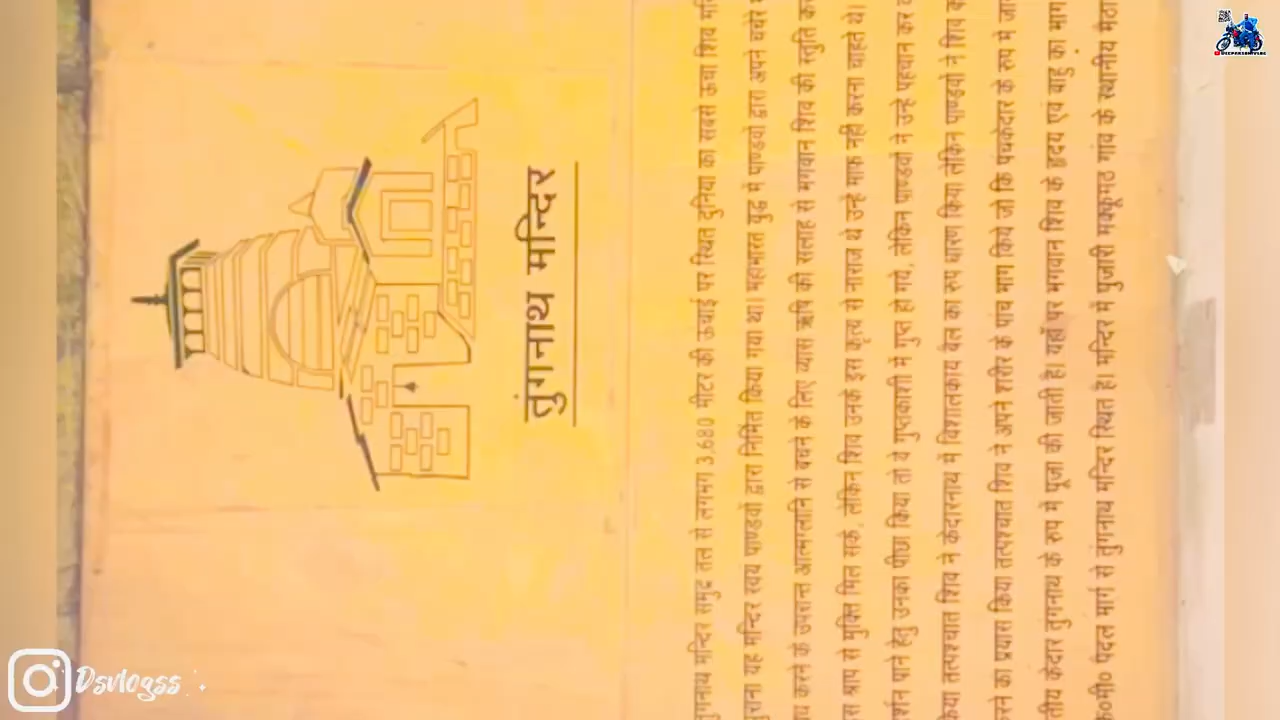 तुंगनाथ मन्दिर
तुंगनाथ मन्दिर समुद्र तल से लगभग 3,680 मीटर की ऊंचाई पर स्थित दुनिया का सबसे ऊंचा शिव
यह मन्दिर स्वयं पाण्डवों द्वारा निर्मित किया गया था। महाभारत युद्ध में पाण्डवों द्वारा अपने चचेरे
करने के उपरान्त आत्मग्लानि से बचने के लिए व्यास ऋषि की सलाह से भगवान शिव की स्तुति
श्राप से मुक्ति मिल सके, लेकिन शिव उनके इस कृत्य से नाराज थे उन्हें माफ नहीं करना चाहते थे।
पाने हेतु उनका पीछा किया तो वे गुप्तकाशी में गुप्त हो गये, लेकिन पाण्डवों ने उन्हें पहचान कर
तत्पश्चात शिव ने केदारनाथ में विशालकाय बैल का रूप धारण किया लेकिन पाण्डवों ने शिव
का प्रयास किया तत्पश्चात शिव ने अपने शरीर के पांच भाग किये जो कि पंचकेदार के रूप में
केदार तुंगनाथ के रूप में पूजा की जाती है। यहाँ पर भगवान शिव के हृदय एवं बाहु का भाग
पैदल मार्ग से तुंगनाथ मन्दिर स्थित है। मन्दिर में पुजारी मक्कूमठ गांव के स्थानीय
Dsvlogss